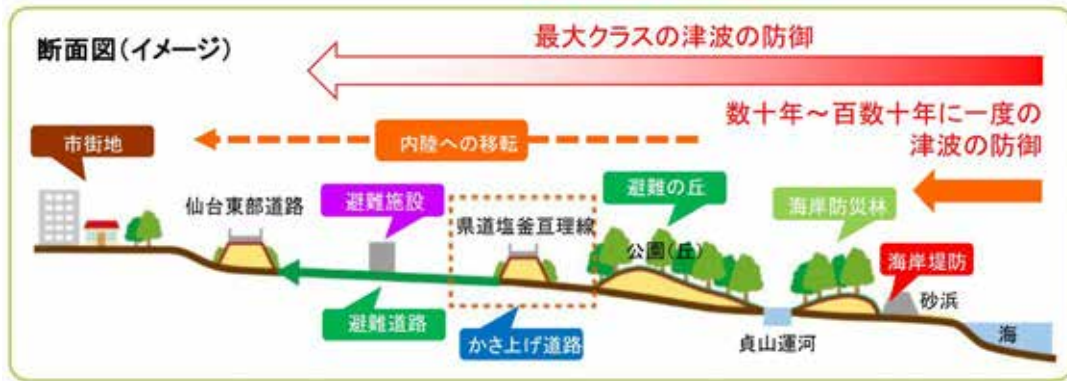 断面図(イメージ)
最大クラスの津波の防御
数十年～百数十年に一度の
津波の防御
市街地
内陸への移転
仙台東部道路
避難施設
県道塩釜亘理線
避難の丘
公園(丘)
海岸防災林
海岸堤防
砂浜
避難道路
かさ上げ道路
貞山運河
海